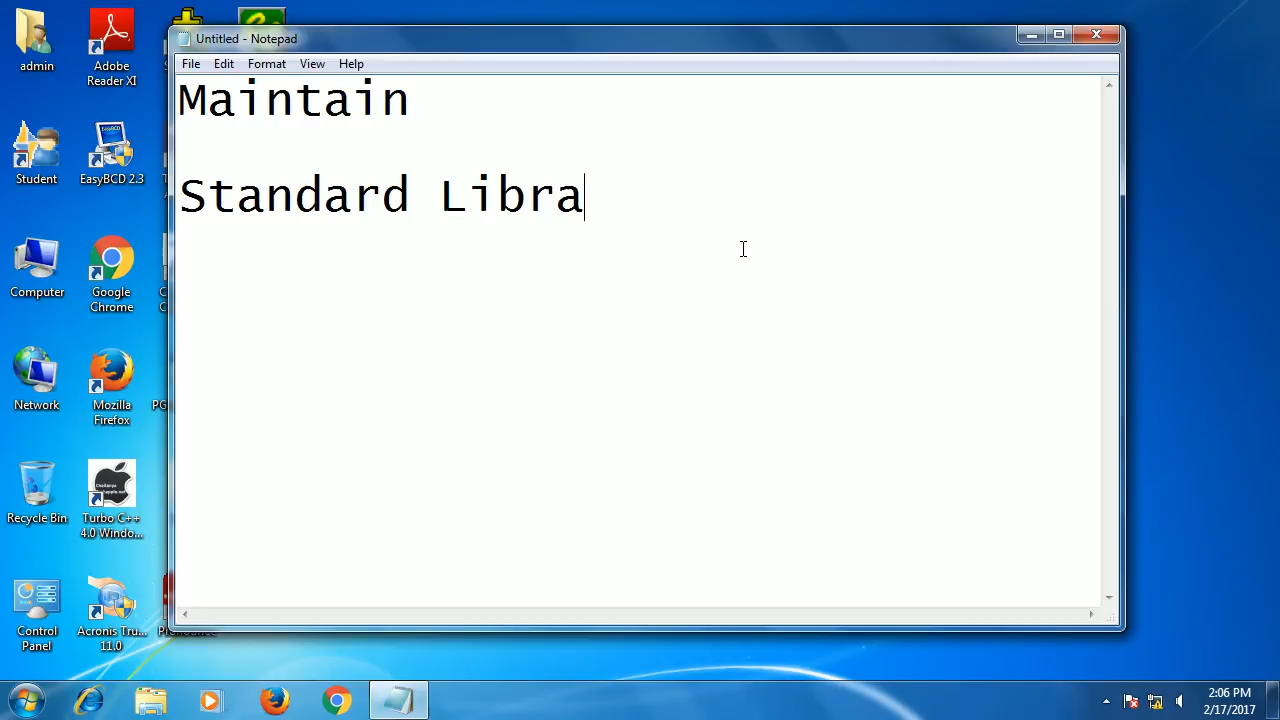 Untitled - Notepad
File Edit Format View Help
Maintain
Standard Libra
admin
Adobe
Reader XI
Student
EasyBCD 2.3
Computer
Google
Chrome
Network
Mozilla
Firefox
Recycle Bin
Turbo C++
4.0 Windo...
Control
Panel
Acronis Tru...
11.0
2:06 PM
2/17/2017